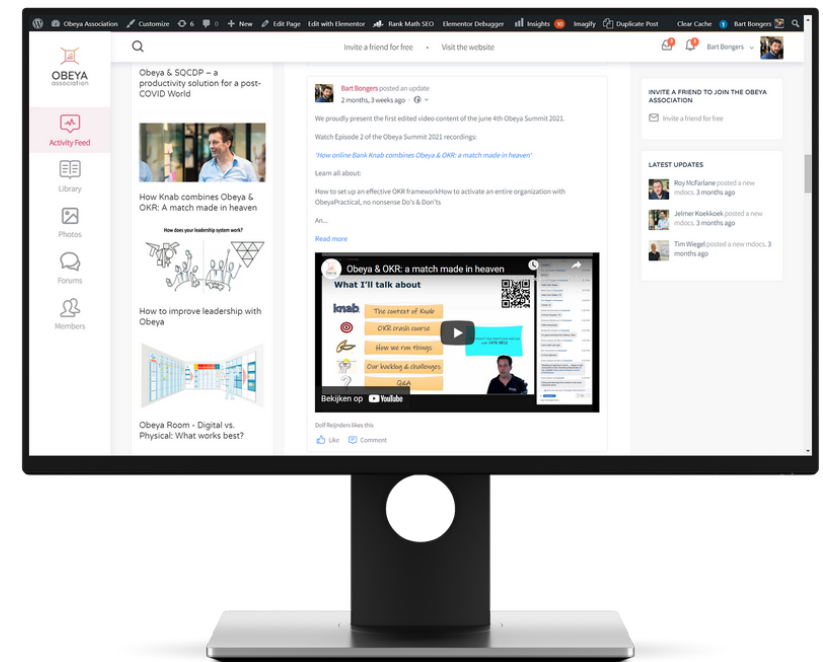 Obeya Association
Customize
6
0
New
Edit Page
Edit with Elementor
Rank Math SEO
Elementor Debugger
Insights
Imagify
Duplicate Post
Clear Cache
1
Bart Bongers
OBEYA
association
Invite a friend for free • Visit the website
Bart Bongers
Activity Feed
Library
Photos
Forums
Members
Obeya & SQCDP – a
productivity solution for a post-
COVID World
How Knab combines Obeya &
OKR: A match made in heaven
How does your leadership system work?
How to improve leadership with
Obeya
Obeya Room - Digital vs.
Physical: What works best?
Bart Bongers posted an update
2 months, 3 weeks ago
We proudly present the first edited video content of the june 4th Obeya Summit 2021.
Watch Episode 2 of the Obeya Summit 2021 recordings:
'How online Bank Knab combines Obeya & OKR: a match made in heaven'
Learn all about:
How to set up an effective OKR frameworkHow to activate an entire organization with
ObeyaPractical, no nonsense Do's & Don'ts
An...
Read more
Obeya & OKR: a match made in heaven
What I'll talk about
knab.
The context of Knab
OKR crash course
How we run things
Our backlog & challenges
Q&A
?
Bekijken op YouTube
Dolf Reijnders likes this
Like
Comment
INVITE A FRIEND TO JOIN THE OBEYA
ASSOCIATION
Invite a friend for free
LATEST UPDATES
Roy McFarlane posted a new
mdocs. 3 months ago
Jelmer Koekkoek posted a new
mdocs. 3 months ago
Tim Wiegel posted a new mdocs. 3
months ago